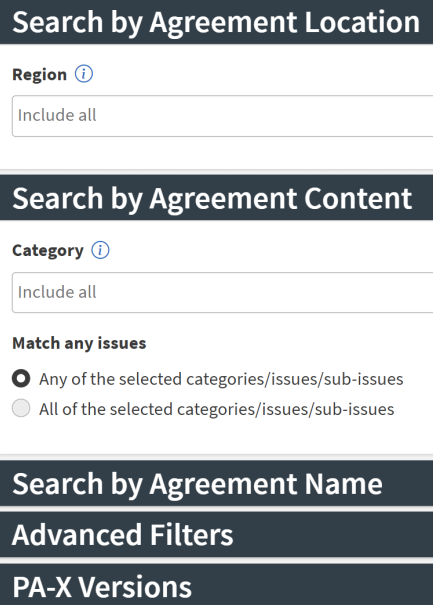 Search by Agreement Location
Region
Include all
Search by Agreement Content
Category
Include all
Match any issues
Any of the selected categories/issues/sub-issues
All of the selected categories/issues/sub-issues
Search by Agreement Name
Advanced Filters
PA-X Versions